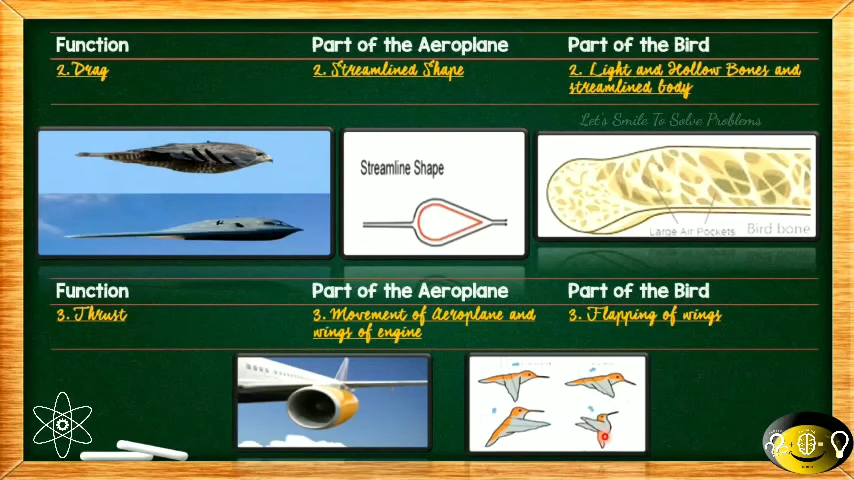 Function Part of the Aeroplane Part of the Bird
2. Drag 2. Streamlined Shape 2. Light and Hollow Bones and
streamlined body
Let's Smile To Solve Problems
Streamline Shape
Large Air Pockets Bird bone
Function Part of the Aeroplane Part of the Bird
3. Thrust 3. Movement of Aeroplane and 3. Flapping of wings
wings of engine